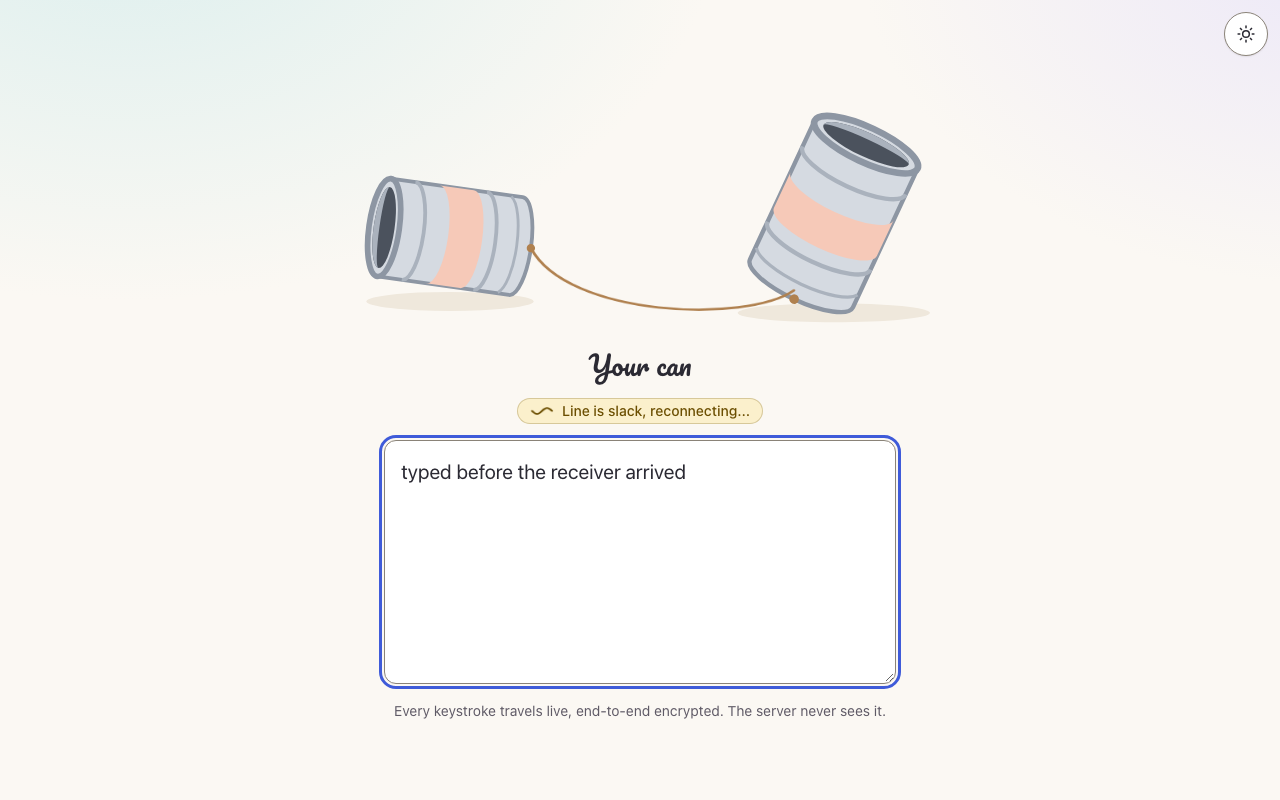 Your can
Line is slack, reconnecting...
typed before the receiver arrived
Every keystroke travels live, end-to-end encrypted. The server never sees it.